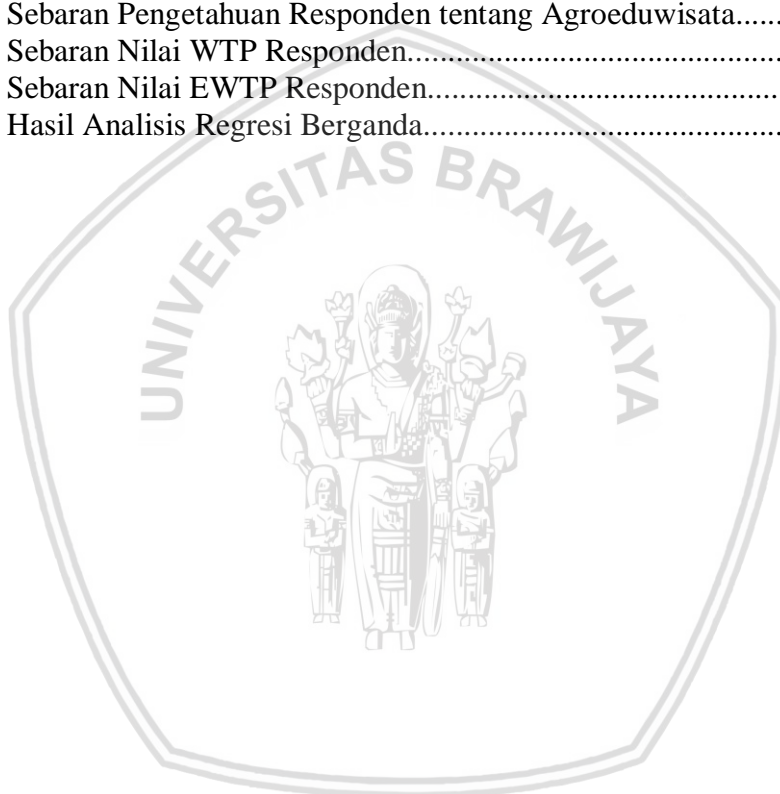 Sebaran Pengetahuan Responden tentang Agroeduwisata......
Sebaran Nilai WTP Responden..............................................
Sebaran Nilai EWTP Responden...........................................
Hasil Analisis Regresi Berganda............................................
UNIVERSITAS BRAWIJAYA